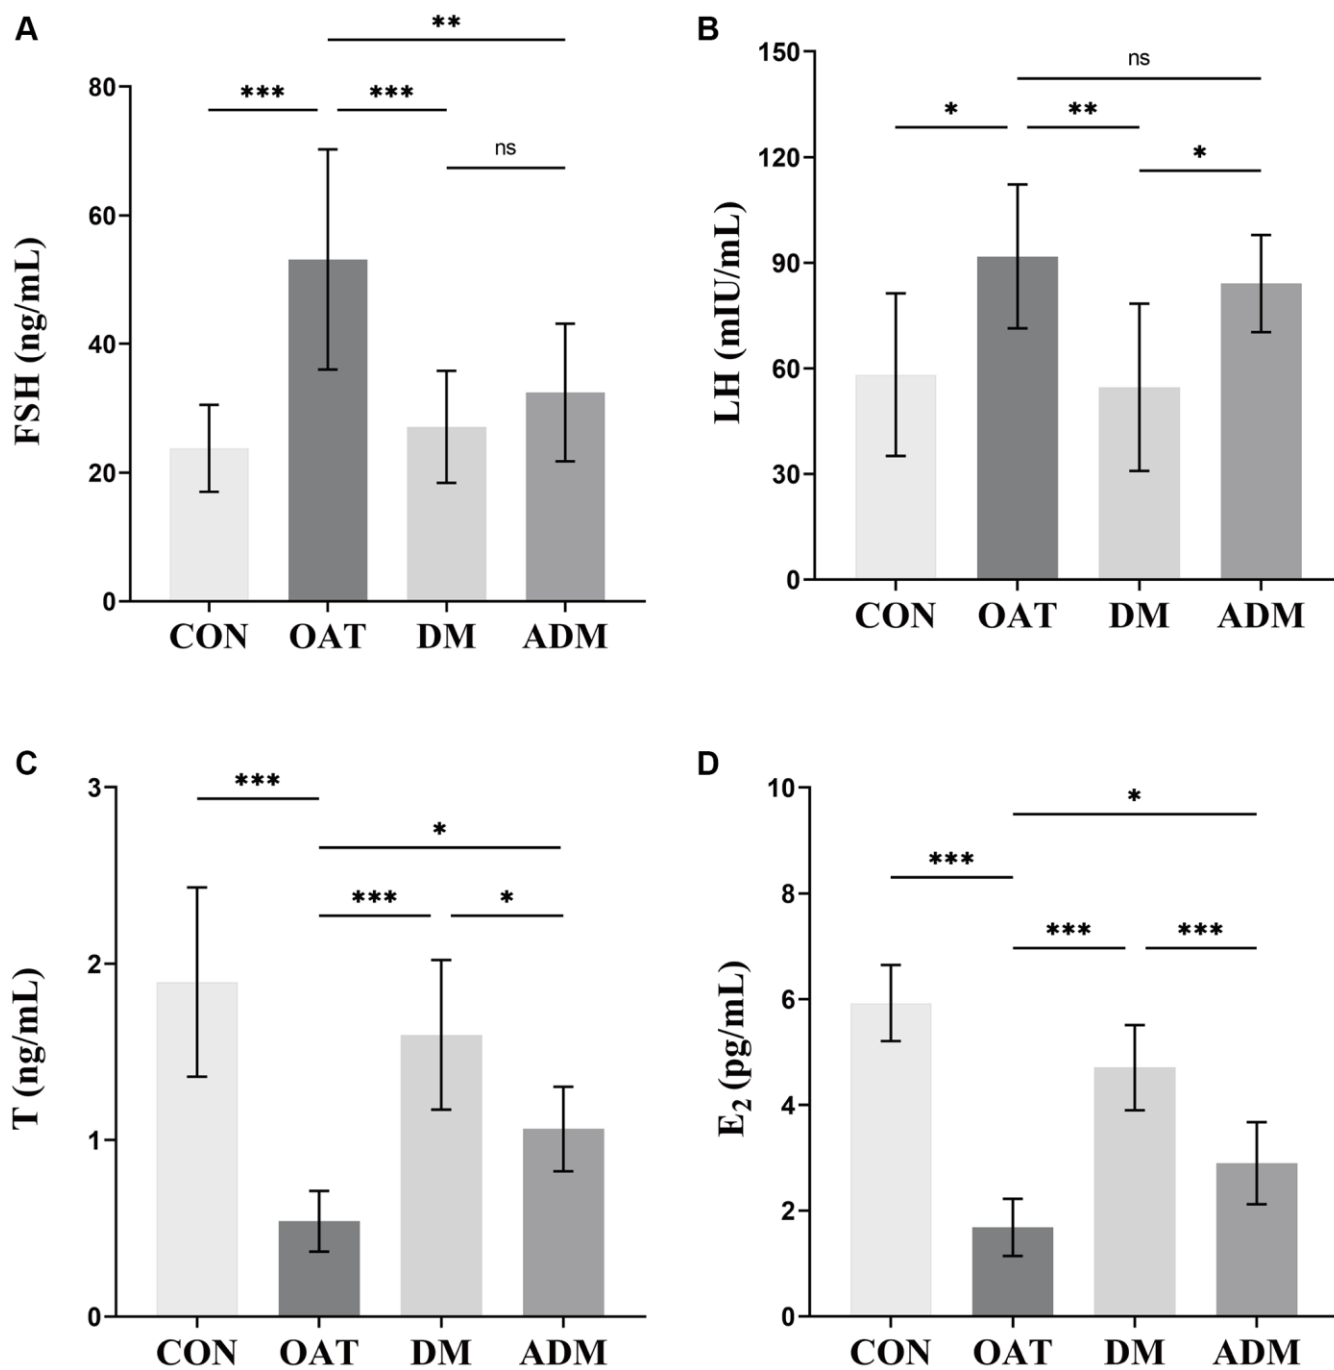 A
**
*** ***
ns
80
60
40
20
0
FSH (ng/mL)
CON OAT DM ADM
B
ns
* **
*
150
120
90
60
30
0
LH (mIU/mL)
CON OAT DM ADM
C
***
*
*** *
3
2
1
0
T (ng/mL)
CON OAT DM ADM
D
*
***
*** ***
10
8
6
4
2
0
E₂ (pg/mL)
CON OAT DM ADM